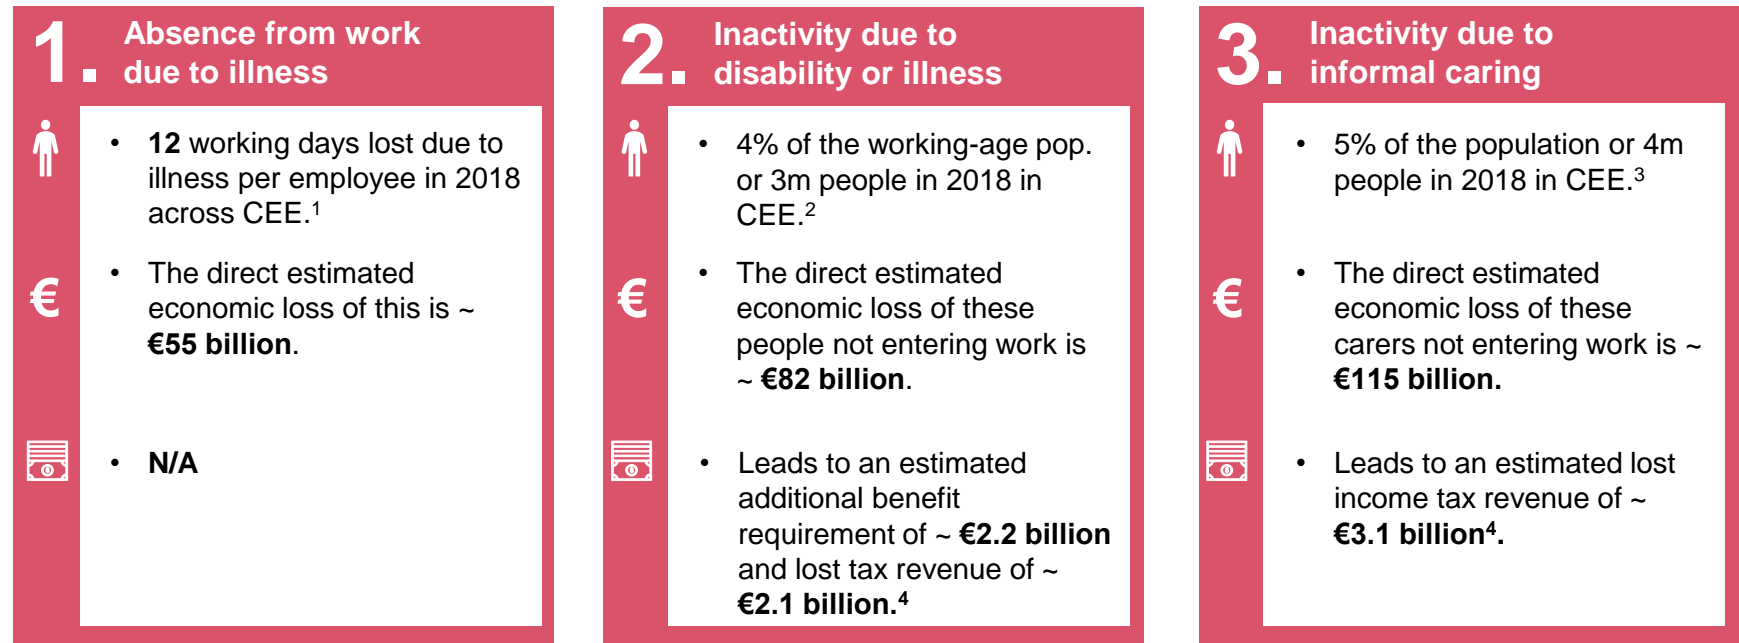 1.
Absence from work
due to illness
• 12 working days lost due to
illness per employee in 2018
across CEE.1
€
• The direct estimated
economic loss of this is ~
€55 billion.
• N/A
2.
Inactivity due to
disability or illness
• 4% of the working-age pop.
or 3m people in 2018 in
CEE.2
€
• The direct estimated
economic loss of these
people not entering work is
~ €82 billion.
• Leads to an estimated
additional benefit
requirement of ~ €2.2 billion
and lost tax revenue of ~
€2.1 billion.4
3.
Inactivity due to
informal caring
• 5% of the population or 4m
people in 2018 in CEE.3
€
• The direct estimated
economic loss of these
carers not entering work is ~
€115 billion.
• Leads to an estimated lost
income tax revenue of ~
€3.1 billion4.